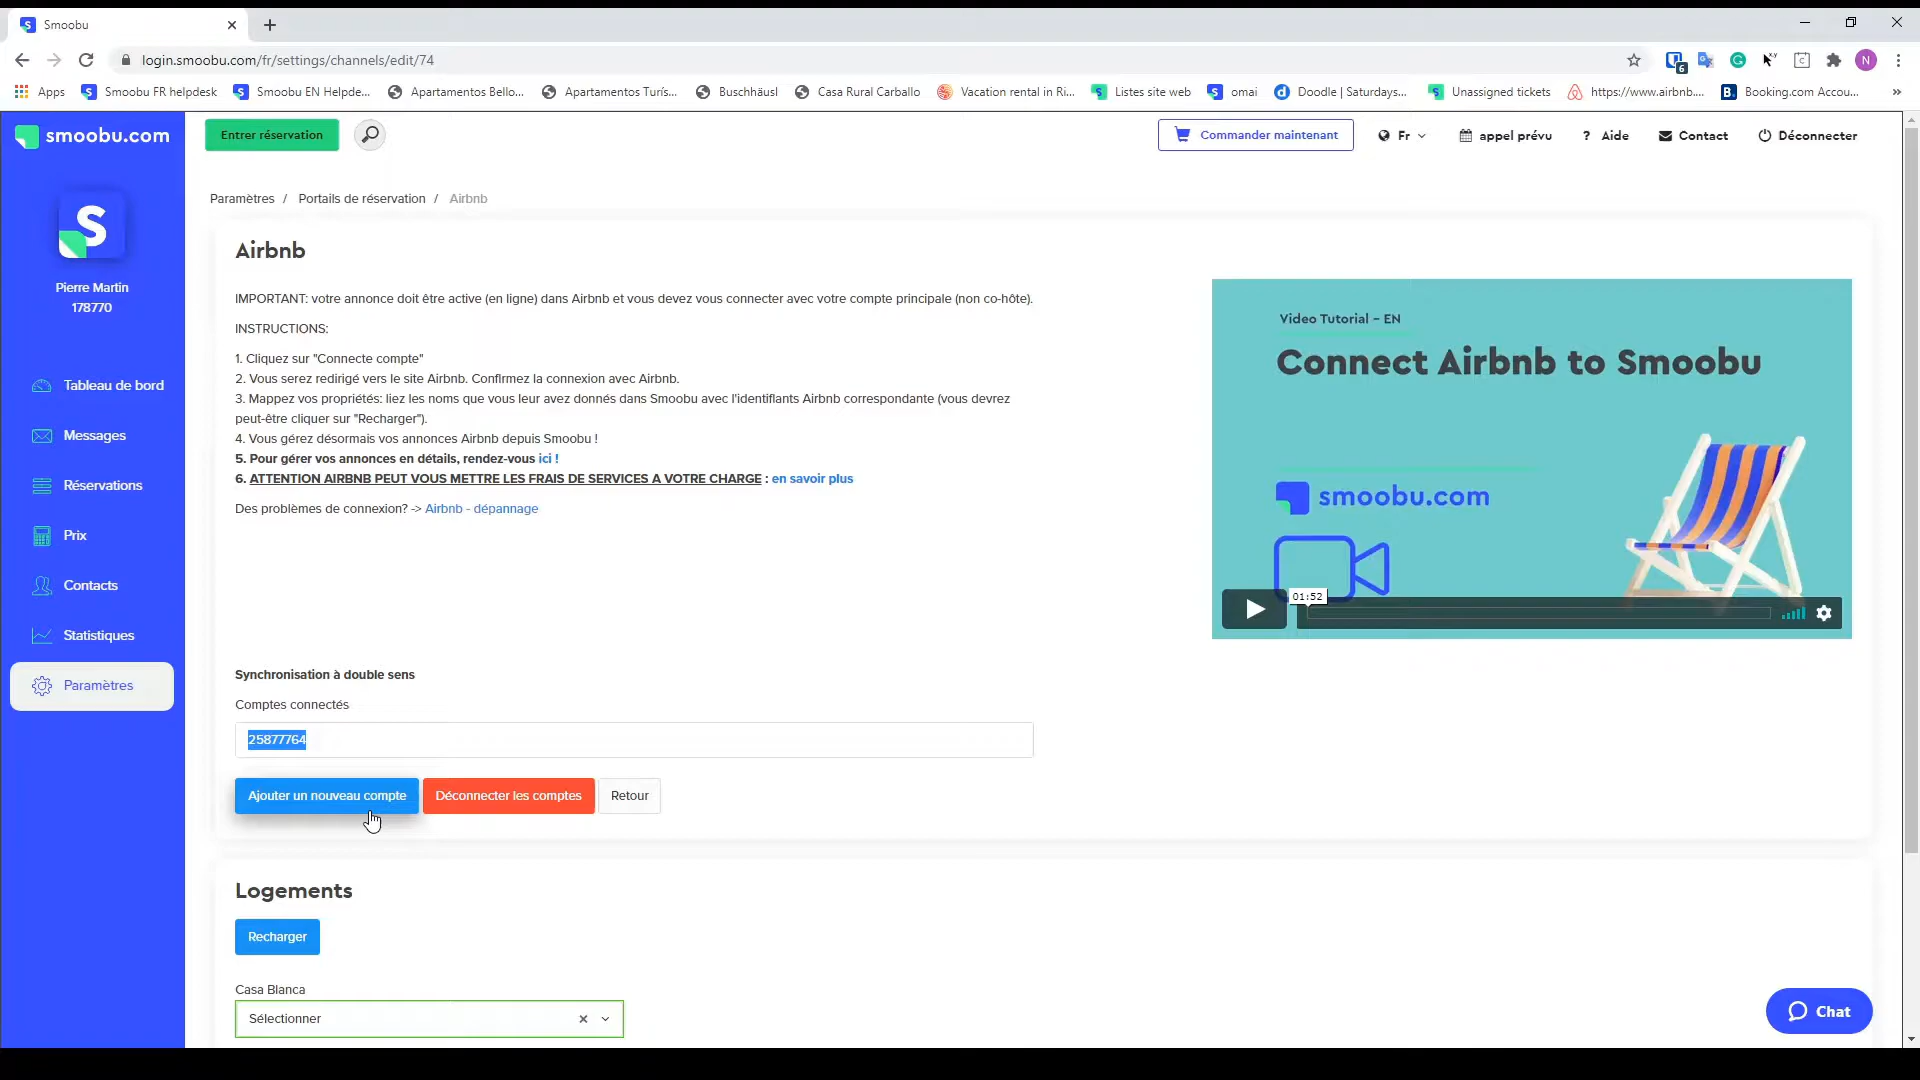 Smoobu
login.smoobu.com/fr/settings/channels/edit/74
6
N
Apps
Smoobu FR helpdesk
Smoobu EN Helpde...
Apartamentos Bello...
Apartamentos Turís...
Buschhäusl
Casa Rural Carballo
Vacation rental in Ri...
Listes site web
omai
Doodle | Saturdays...
Unassigned tickets
https://www.airbnb....
Booking.com Accou...
smoobu.com
Entrer réservation
Commander maintenant
Fr
appel prévu
? Aide
Contact
Déconnecter
S
Pierre Martin
178770
Tableau de bord
Messages
Réservations
Prix
Contacts
Statistiques
Paramètres
Paramètres / Portails de réservation / Airbnb
Airbnb
IMPORTANT: votre annonce doit être active (en ligne) dans Airbnb et vous devez vous connecter avec votre compte principale (non co-hôte).
INSTRUCTIONS:
1. Cliquez sur "Connecte compte"
2. Vous serez redirigé vers le site Airbnb. Confirmez la connexion avec Airbnb.
3. Mappez vos propriétés: liez les noms que vous leur avez donnés dans Smoobu avec l'identifiants Airbnb correspondante (vous devrez
peut-être cliquer sur "Recharger").
4. Vous gérez désormais vos annonces Airbnb depuis Smoobu !
5. Pour gérer vos annonces en détails, rendez-vous ici !
6. ATTENTION AIRBNB PEUT VOUS METTRE LES FRAIS DE SERVICES A VOTRE CHARGE : en savoir plus
Des problèmes de connexion? -> Airbnb - dépannage
Video Tutorial - EN
Connect Airbnb to Smoobu
smoobu.com
01:52
Synchronisation à double sens
Comptes connectés
25877764
Ajouter un nouveau compte
Déconnecter les comptes
Retour
Logements
Recharger
Casa Blanca
Sélectionner
Chat